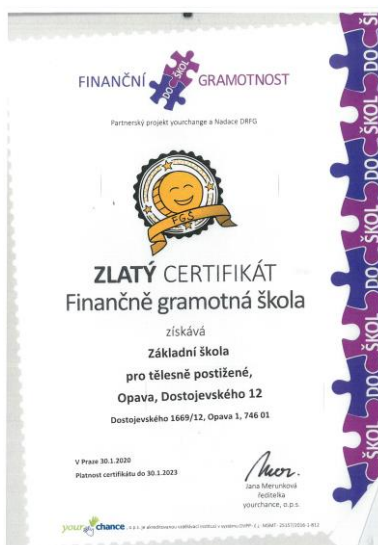 FINANČNÍ DO ŠKOL GRAMOTNOST
Partnerský projekt yourchange a Nadace DRFG
FGŠ
ZLATÝ CERTIFIKÁT
Finančně gramotná škola
získává
Základní škola
pro tělesně postižené,
Opava, Dostojevského 12
Dostojevského 1669/12, Opava 1, 746 01
V Praze 30.1.2020
Platnost certifikátu do 30.1.2023
Jana Merunková
ředitelka
yourchance, o.p.s.
your chance
DO ŠKOL
DO ŠKOL
DO ŠKOL
DO ŠKOL